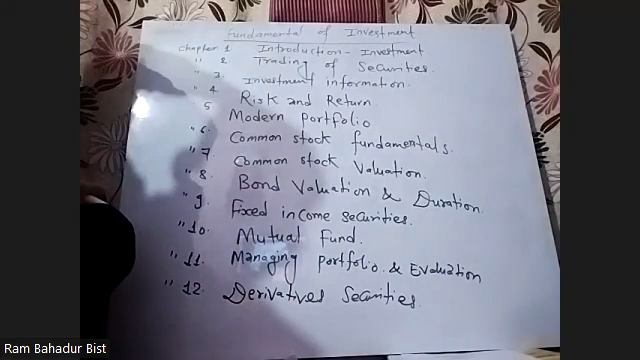 Fundamental of Investment
Chapter 1 Introduction - Investment
" 2 Trading of Securities.
" 3. Investment information.
" 4. Risk and Return.
5 Modern portfolio
" 6. Common stock fundamentals.
" 7. Common stock Valuation.
" 8. Bond Valuation & Duration.
" 9. Fixed income securities.
" 10. Mutual Fund.
" 11. Managing portfolio & Evaluation
" 12. Derivatives Securities.
Ram Bahadur Bist